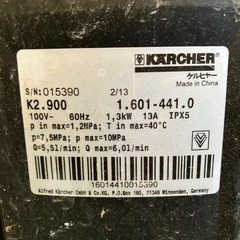 KÄRCHER
ケルヒャー
Made in China
S/N: 015390 2/13
K2.900 1.601-441.0
100V~ 60Hz 1,3kW 13A IPX5
p in max=1,2MPa; T in max=40°C
p=7,5MPa; p max=10MPa
Q=5,5l/min; Q max=6,0l/min
16014410015390
Alfred Kärcher GmbH & Co.KG, P.O.Box 160, 71349 Winnenden, Germany